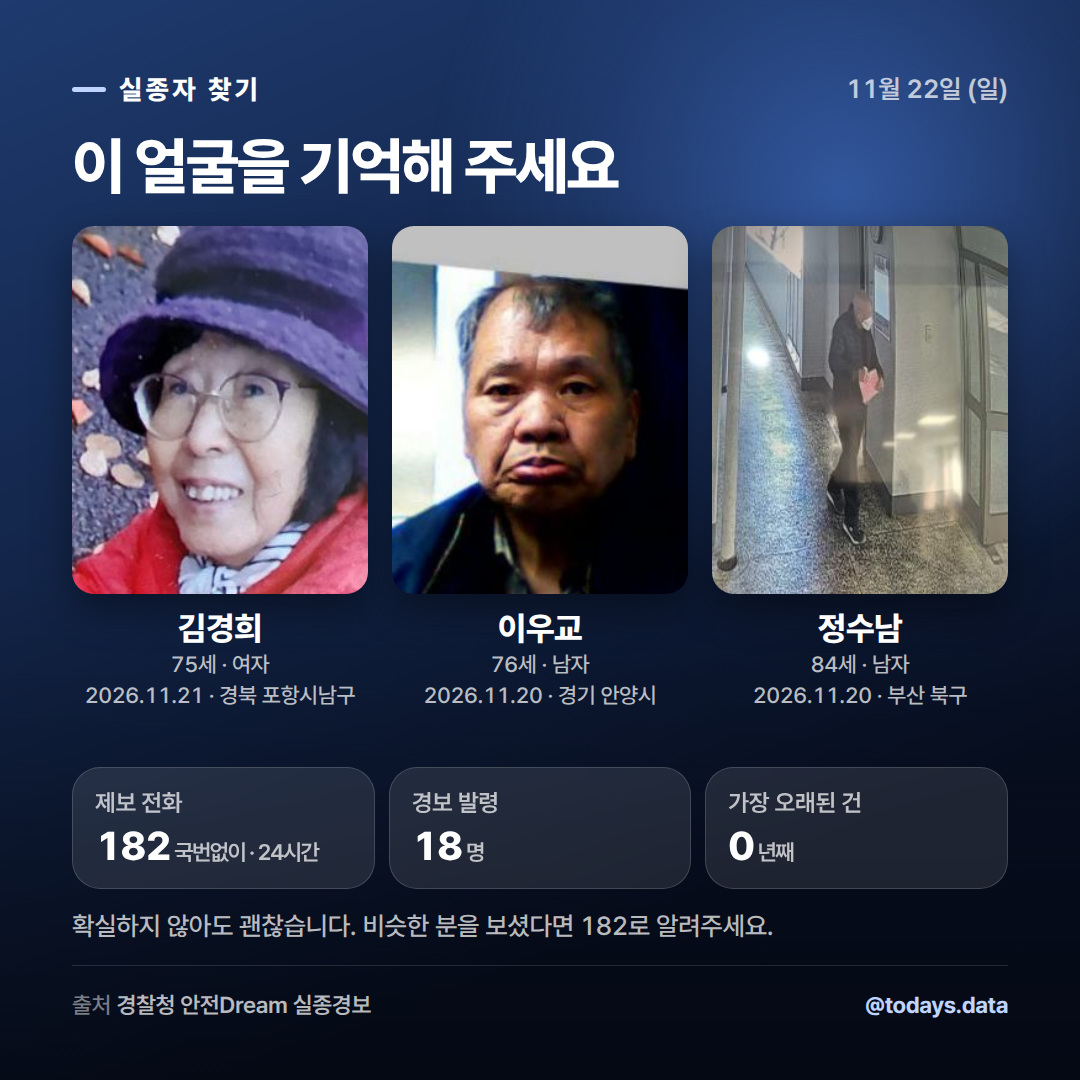 실종자 찾기
11월 22일 (일)
이 얼굴을 기억해 주세요
김경희
75세 · 여자
2026.11.21 · 경북 포항시남구
이우교
76세 · 남자
2026.11.20 · 경기 안양시
정수남
84세 · 남자
2026.11.20 · 부산 북구
제보 전화
182 국번없이 · 24시간
경보 발령
18 명
가장 오래된 건
0 년째
확실하지 않아도 괜찮습니다. 비슷한 분을 보셨다면 182로 알려주세요.
출처 경찰청 안전Dream 실종경보
@todays.data